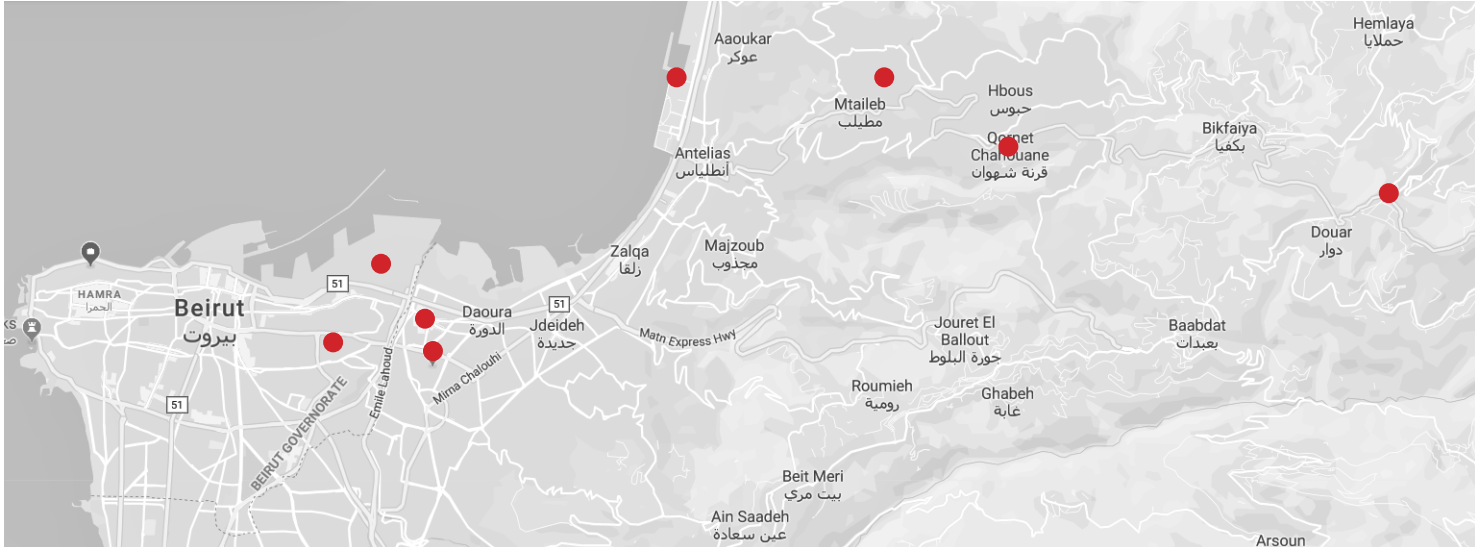 Hemlaya
حملايا
Aaoukar
عوكر
Hbous
حبوس
Mtaileb
مطيلب
Bikfaiya
بكفيا
Qornet
Chahouane
قرنة شهوان
Antelias
أنطلياس
Douar
دوار
Zalqa
زلقا
Majzoub
مجذوب
HAMRA
الحمرا
51
Beirut
بيروت
51
Daoura
الدورة
Jdeideh
جديدة
Matn Express Hwy
Jouret El
Ballout
جورة البلوط
Baabdat
بعبدات
KS
Emile Lahoud
Mirna Chalouhi
Roumieh
رومية
Ghabeh
غابة
51
BEIRUT GOVERNORATE
Beit Meri
بيت مري
Ain Saadeh
عين سعادة
Arsoun